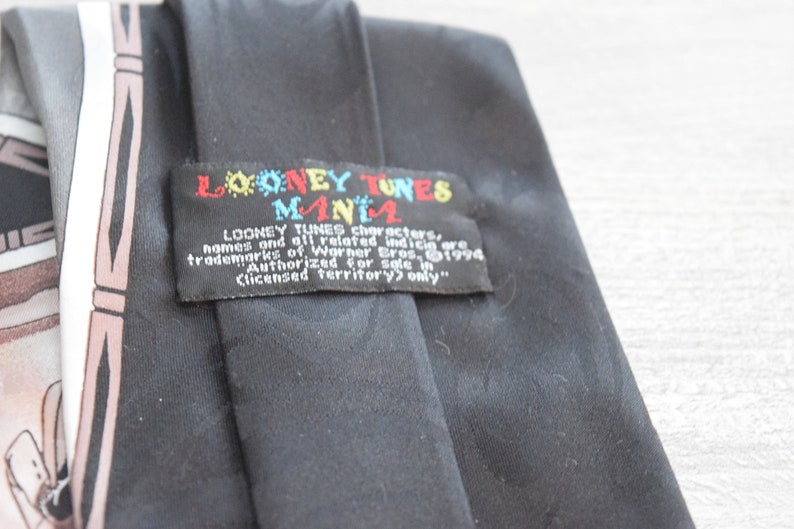 LOONEY TUNES
MANIA
LOONEY TUNES characters,
names and all related indicia are
trademarks of Warner Bros. ©1994
"Authorized for sale in
(licensed territory) only"